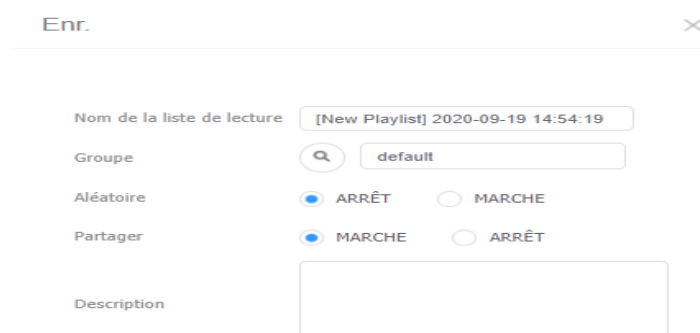 Enr.
Nom de la liste de lecture [New Playlist] 2020-09-19 14:54:19
Groupe default
Aléatoire ARRÊT MARCHE
Partager MARCHE ARRÊT
Description